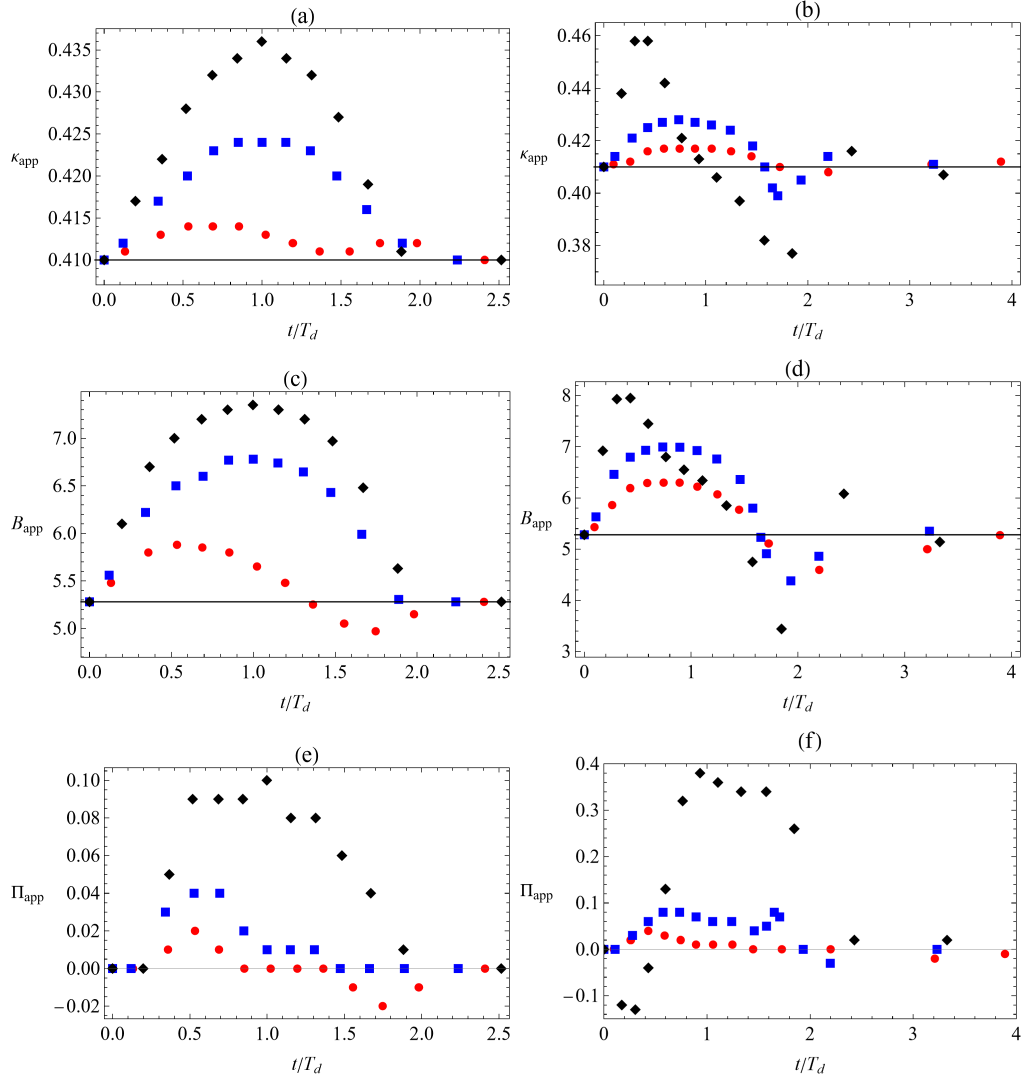 (a)
0.435
0.430
0.425
0.420
0.415
0.410
κapp
0.0 0.5 1.0 1.5 2.0 2.5
t/Td
(b)
0.46
0.44
0.42
0.40
0.38
κapp
0 1 2 3 4
t/Td
(c)
7.0
6.5
6.0
5.5
5.0
Bapp
0.0 0.5 1.0 1.5 2.0 2.5
t/Td
(d)
8
7
6
5
4
3
Bapp
0 1 2 3 4
t/Td
(e)
0.10
0.08
0.06
0.04
0.02
0.00
−0.02
Πapp
0.0 0.5 1.0 1.5 2.0 2.5
t/Td
(f)
0.4
0.3
0.2
0.1
0.0
−0.1
Πapp
0 1 2 3 4
t/Td